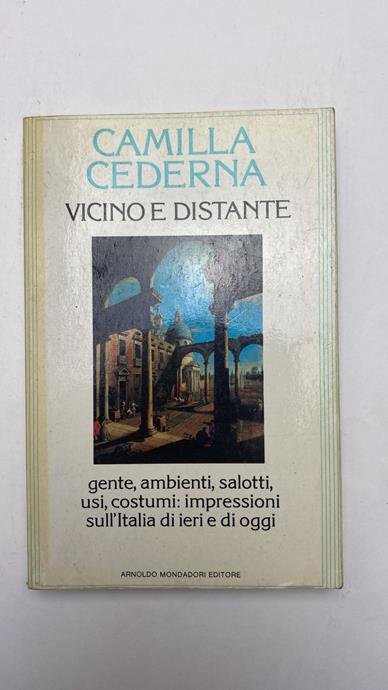 CAMILLA
CEDERNA
VICINO E DISTANTE
gente, ambienti, salotti,
usi, costumi: impressioni
sull'Italia di ieri e di oggi
ARNOLDO MONDADORI EDITORE